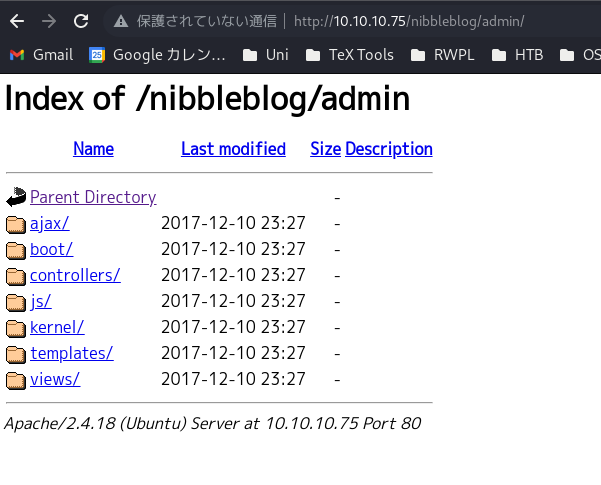 保護されていない通信 | http://10.10.10.75/nibbleblog/admin/
Gmail Google カレン... Uni TeX Tools RWPL HTB OS
Index of /nibbleblog/admin
Name Last modified Size Description
Parent Directory -
ajax/ 2017-12-10 23:27 -
boot/ 2017-12-10 23:27 -
controllers/ 2017-12-10 23:27 -
js/ 2017-12-10 23:27 -
kernel/ 2017-12-10 23:27 -
templates/ 2017-12-10 23:27 -
views/ 2017-12-10 23:27 -
Apache/2.4.18 (Ubuntu) Server at 10.10.10.75 Port 80